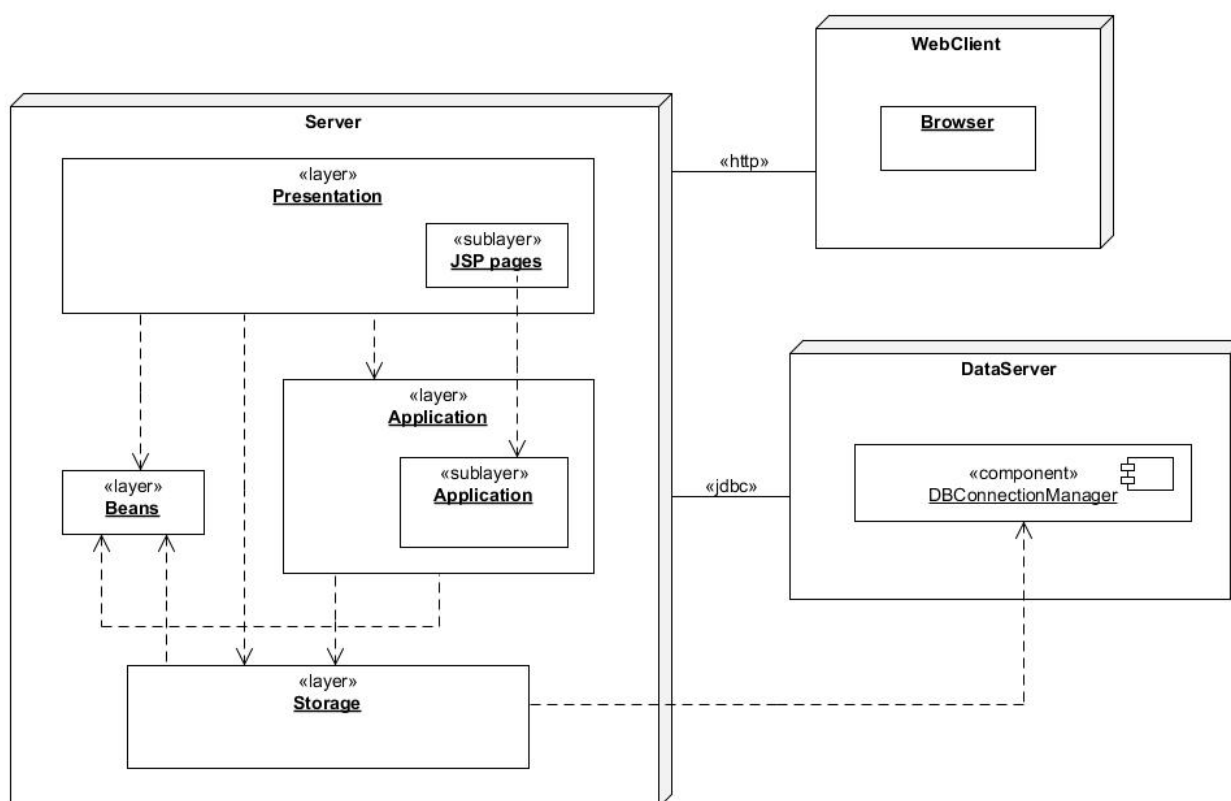 WebClient
Browser
Server
«layer»
Presentation
«sublayer»
JSP pages
«http»
«layer»
Application
«sublayer»
Application
«layer»
Beans
«layer»
Storage
«jdbc»
DataServer
«component»
DBConnectionManager